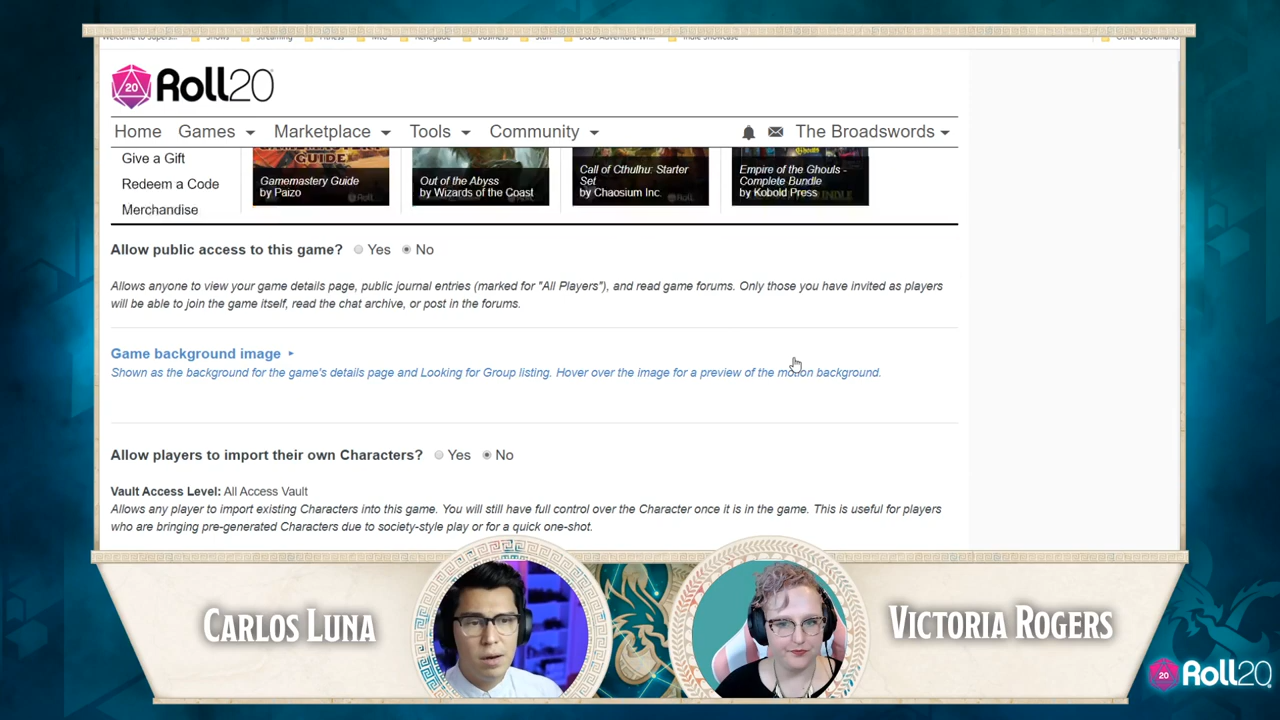 Other Bookmarks
Roll20
Home Games Marketplace Tools Community The Broadswords
Give a Gift
Redeem a Code
Merchandise
GUIDE
Gamemastery Guide
by Paizo
Out of the Abyss
by Wizards of the Coast
Call of Cthulhu: Starter
Set
by Chaosium Inc.
Empire of the Ghouls -
Complete Bundle
by Kobold Press
Allow public access to this game? Yes No
Allows anyone to view your game details page, public journal entries (marked for "All Players"), and read game forums. Only those you have invited as players
will be able to join the game itself, read the chat archive, or post in the forums.
Game background image
Shown as the background for the game's details page and Looking for Group listing. Hover over the image for a preview of the motion background.
Allow players to import their own Characters? Yes No
Vault Access Level: All Access Vault
Allows any player to import existing Characters into this game. You will still have full control over the Character once it is in the game. This is useful for players
who are bringing pre-generated Characters due to society-style play or for a quick one-shot.
CARLOS LUNA
VICTORIA ROGERS
20 Roll20